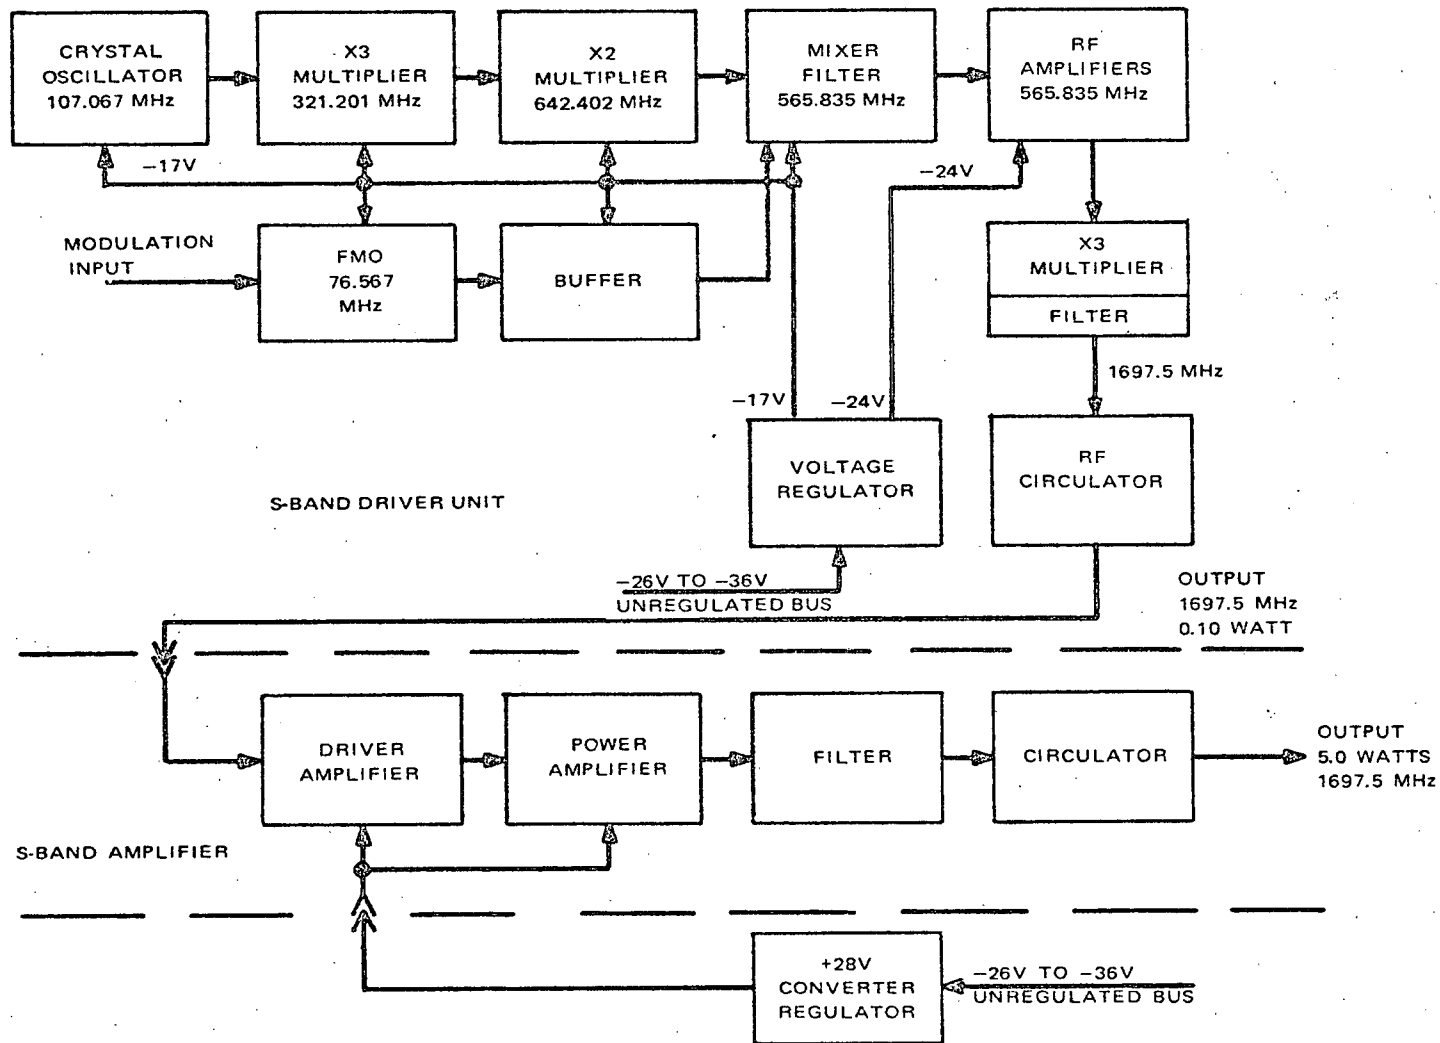 CRYSTAL
OSCILLATOR
107.067 MHz
X3
MULTIPLIER
321.201 MHz
X2
MULTIPLIER
642.402 MHz
MIXER
FILTER
565.835 MHz
RF
AMPLIFIERS
565.835 MHz
−17V
−24V
MODULATION
INPUT
FMO
76.567
MHz
BUFFER
X3
MULTIPLIER
FILTER
1697.5 MHz
−17V
−24V
VOLTAGE
REGULATOR
RF
CIRCULATOR
S-BAND DRIVER UNIT
−26V TO −36V
UNREGULATED BUS
OUTPUT
1697.5 MHz
0.10 WATT
DRIVER
AMPLIFIER
POWER
AMPLIFIER
FILTER
CIRCULATOR
OUTPUT
5.0 WATTS
1697.5 MHz
S-BAND AMPLIFIER
+28V
CONVERTER
REGULATOR
−26V TO −36V
UNREGULATED BUS